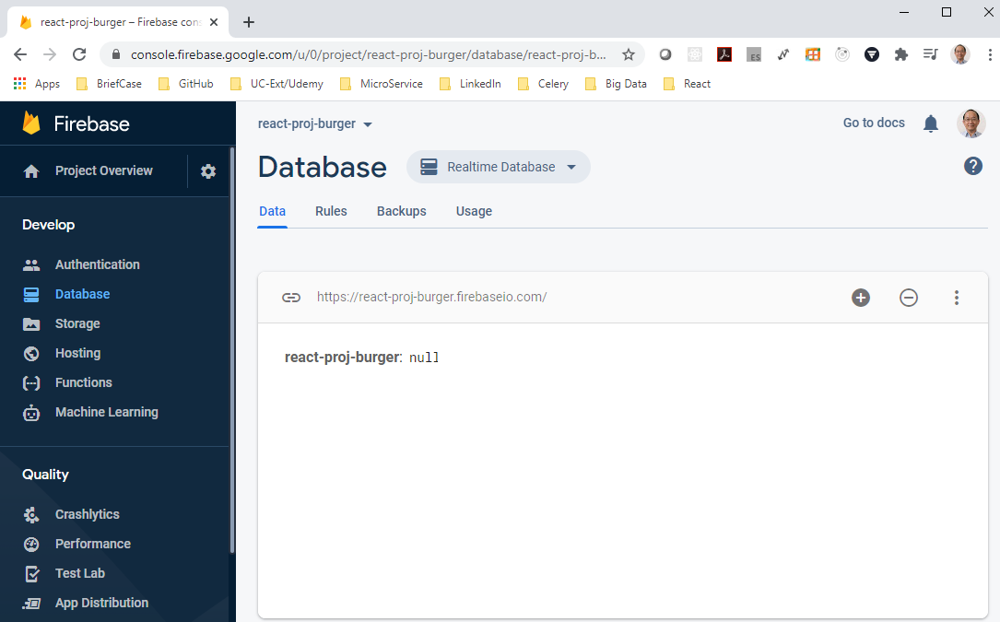 react-proj-burger – Firebase con
console.firebase.google.com/u/0/project/react-proj-burger/database/react-proj-b...
ES
Apps BriefCase GitHub UC-Ext/Udemy MicroService LinkedIn Celery Big Data React
Firebase
react-proj-burger
Go to docs
Project Overview
Database
Realtime Database
?
Data Rules Backups Usage
Develop
Authentication
Database
Storage
Hosting
Functions
Machine Learning
https://react-proj-burger.firebaseio.com/
react-proj-burger: null
Quality
Crashlytics
Performance
Test Lab
App Distribution